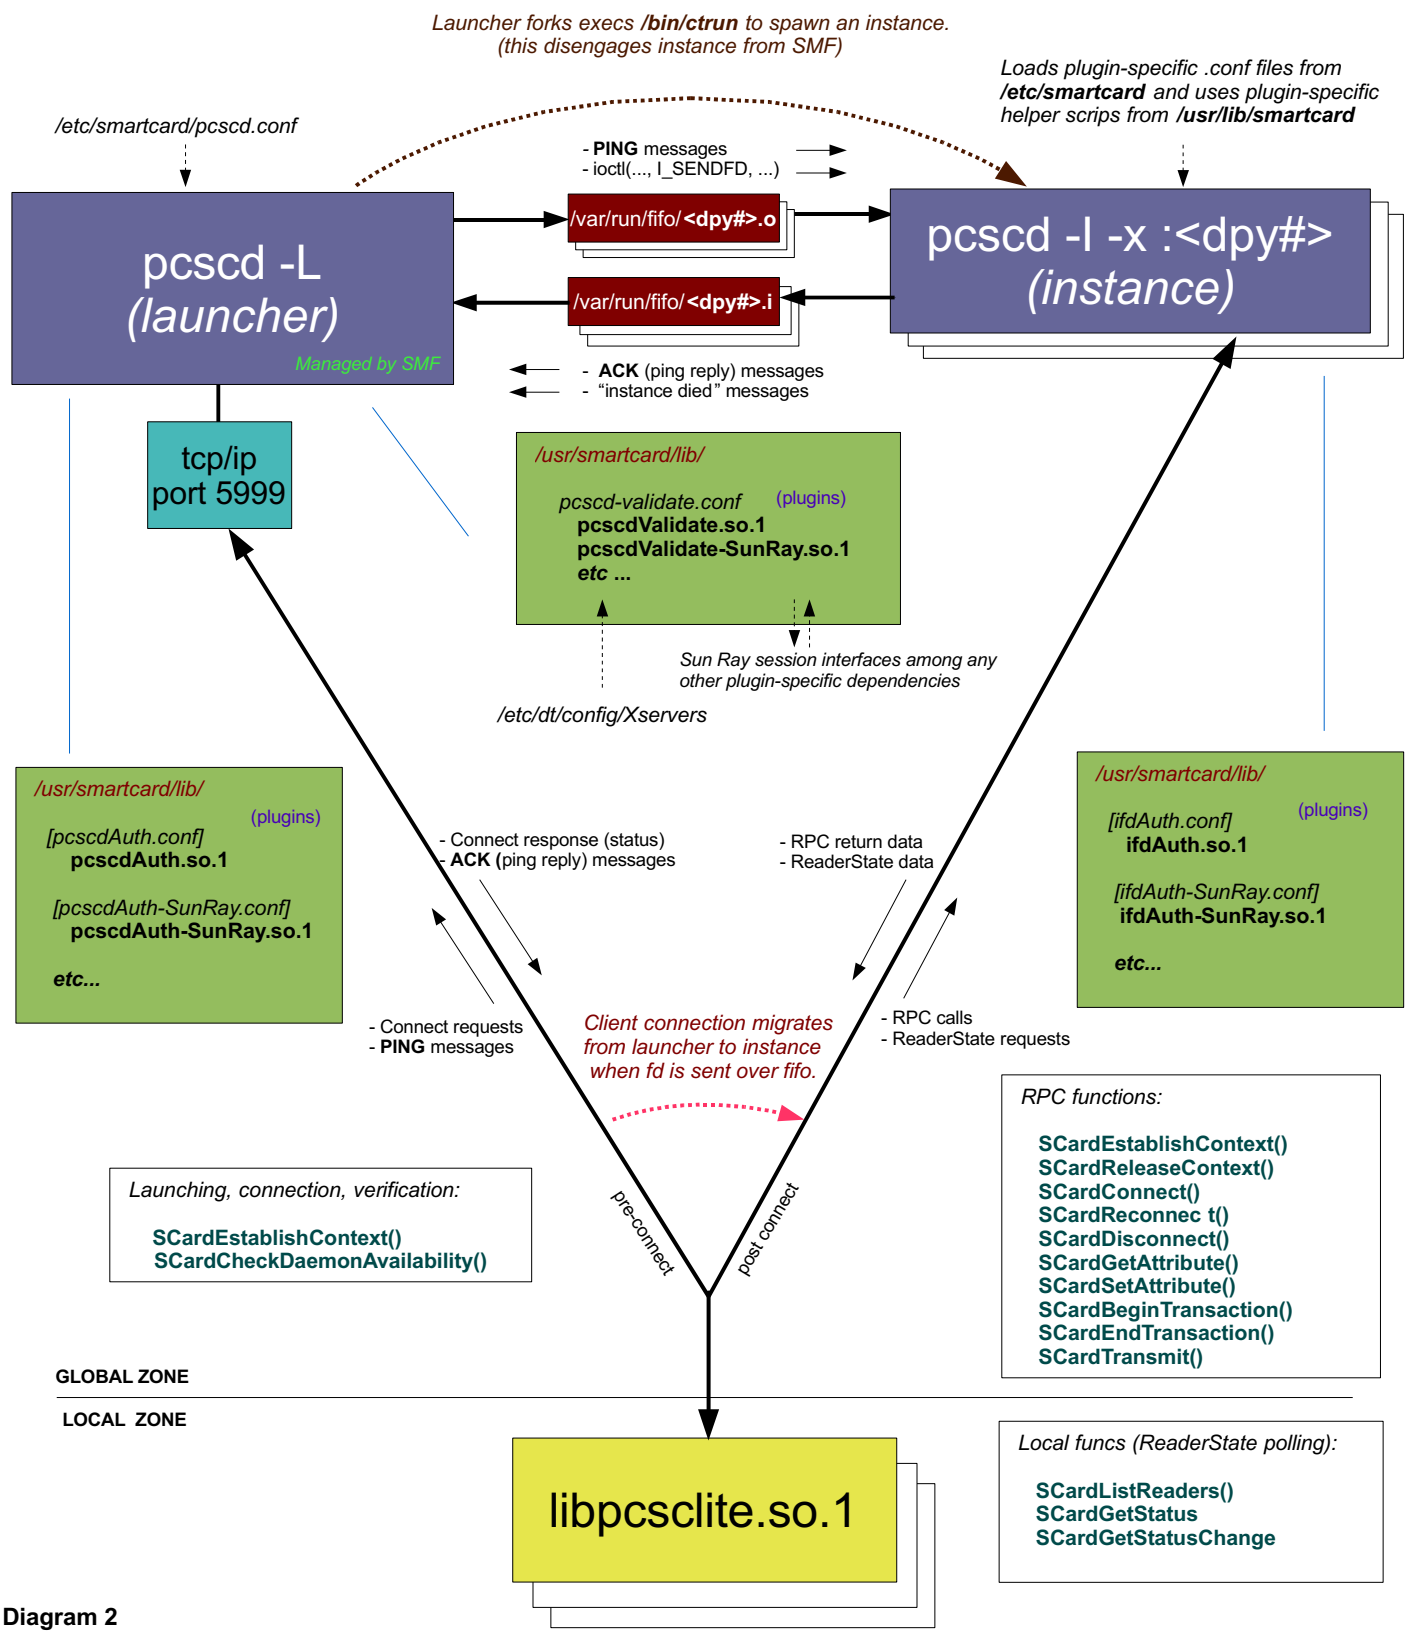 Launcher forks execs /bin/ctrun to spawn an instance.
(this disengages instance from SMF)
Loads plugin-specific .conf files from
/etc/smartcard and uses plugin-specific
helper scrips from /usr/lib/smartcard
/etc/smartcard/pcscd.conf
- PING messages
- ioctl(..., I_SENDFD, ...)
pcscd -L
(launcher)
Managed by SMF
/var/run/fifo/<dpy#>.o
/var/run/fifo/<dpy#>.i
pcscd -I -x :<dpy#>
(instance)
- ACK (ping reply) messages
- “instance died” messages
tcp/ip
port 5999
/usr/smartcard/lib/
pcscd-validate.conf (plugins)
pcscdValidate.so.1
pcscdValidate-SunRay.so.1
etc ...
Sun Ray session interfaces among any
other plugin-specific dependencies
/etc/dt/config/Xservers
/usr/smartcard/lib/
(plugins)
[pcscdAuth.conf]
pcscdAuth.so.1
[pcscdAuth-SunRay.conf]
pcscdAuth-SunRay.so.1
etc...
/usr/smartcard/lib/
(plugins)
[ifdAuth.conf]
ifdAuth.so.1
[ifdAuth-SunRay.conf]
ifdAuth-SunRay.so.1
etc...
- Connect response (status)
- ACK (ping reply) messages
- RPC return data
- ReaderState data
- Connect requests
- PING messages
Client connection migrates
from launcher to instance
when fd is sent over fifo.
- RPC calls
- ReaderState requests
RPC functions:
SCardEstablishContext()
SCardReleaseContext()
SCardConnect()
SCardReconnec t()
SCardDisconnect()
SCardGetAttribute()
SCardSetAttribute()
SCardBeginTransaction()
SCardEndTransaction()
SCardTransmit()
Launching, connection, verification:
SCardEstablishContext()
SCardCheckDaemonAvailability()
pre-connect
post connect
GLOBAL ZONE
LOCAL ZONE
libpcsclite.so.1
Local funcs (ReaderState polling):
SCardListReaders()
SCardGetStatus
SCardGetStatusChange
Diagram 2